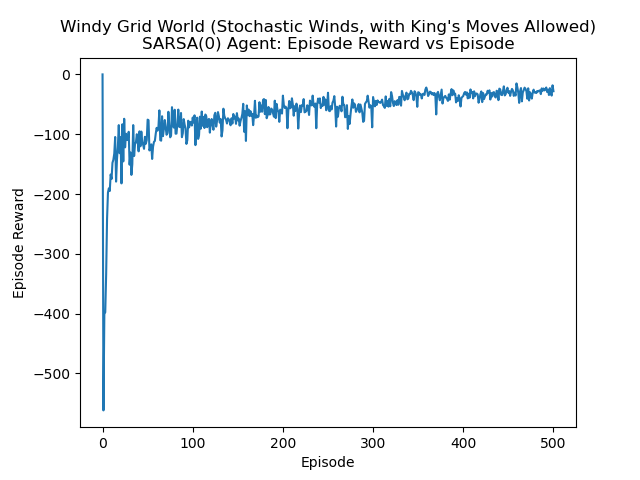 Windy Grid World (Stochastic Winds, with King's Moves Allowed)
SARSA(0) Agent: Episode Reward vs Episode
0
−100
−200
−300
−400
−500
Episode Reward
0 100 200 300 400 500
Episode